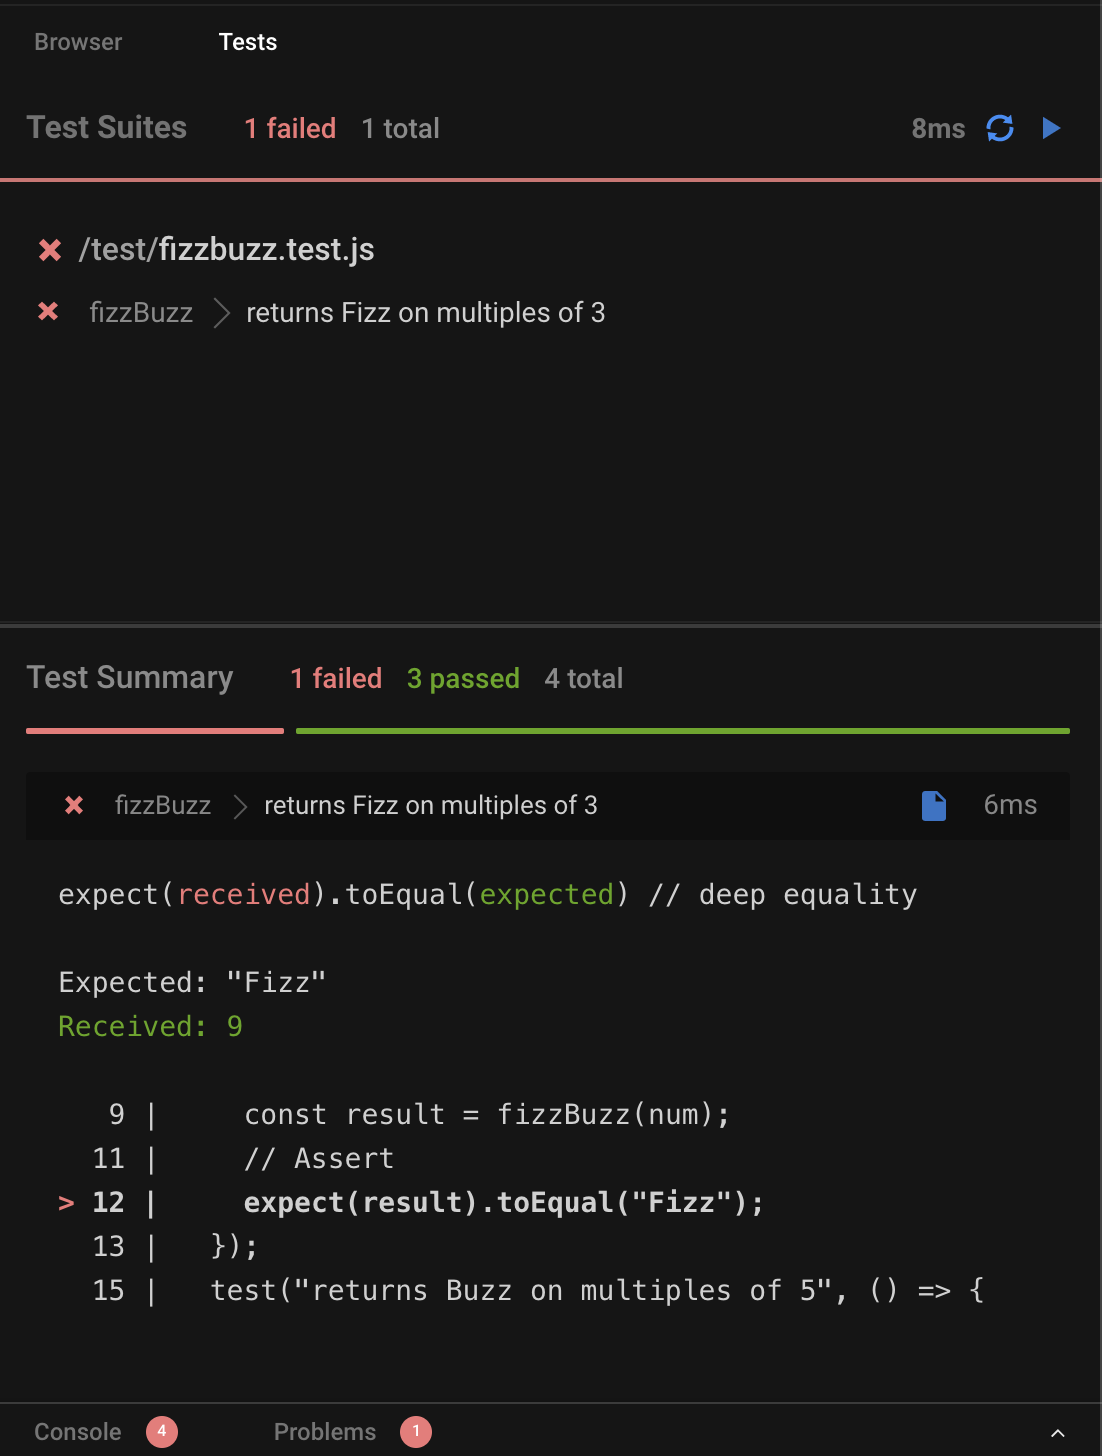 Browser Tests
Test Suites 1 failed 1 total 8ms
/test/fizzbuzz.test.js
fizzBuzz returns Fizz on multiples of 3
Test Summary 1 failed 3 passed 4 total
fizzBuzz returns Fizz on multiples of 3 6ms
expect(received).toEqual(expected) // deep equality
Expected: "Fizz"
Received: 9
9 | const result = fizzBuzz(num);
11 | // Assert
> 12 | expect(result).toEqual("Fizz");
13 | });
15 | test("returns Buzz on multiples of 5", () => {
Console 4 Problems 1